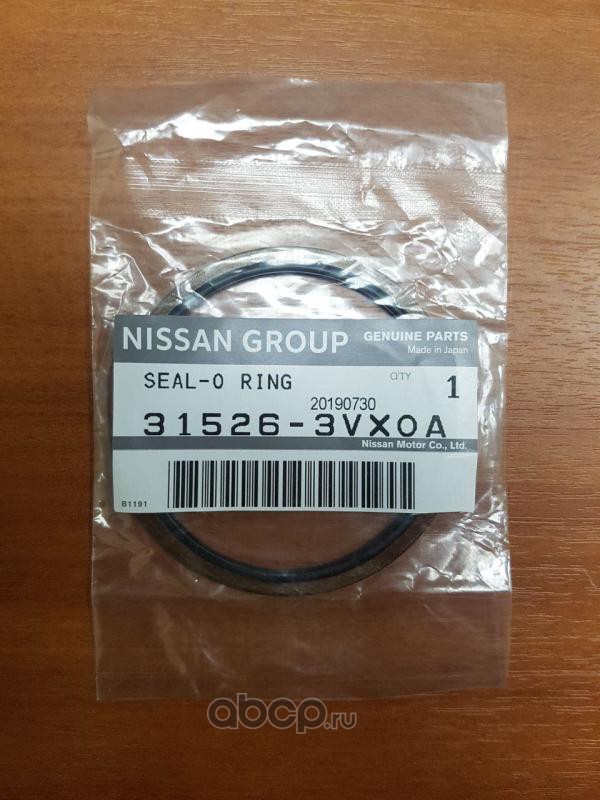 NISSAN GROUP GENUINE PARTS
Made in Japan
SEAL-O RING Q'TY 1
20190730
31526-3VX0A
Nissan Motor Co., Ltd.
B1191
abcp.ru